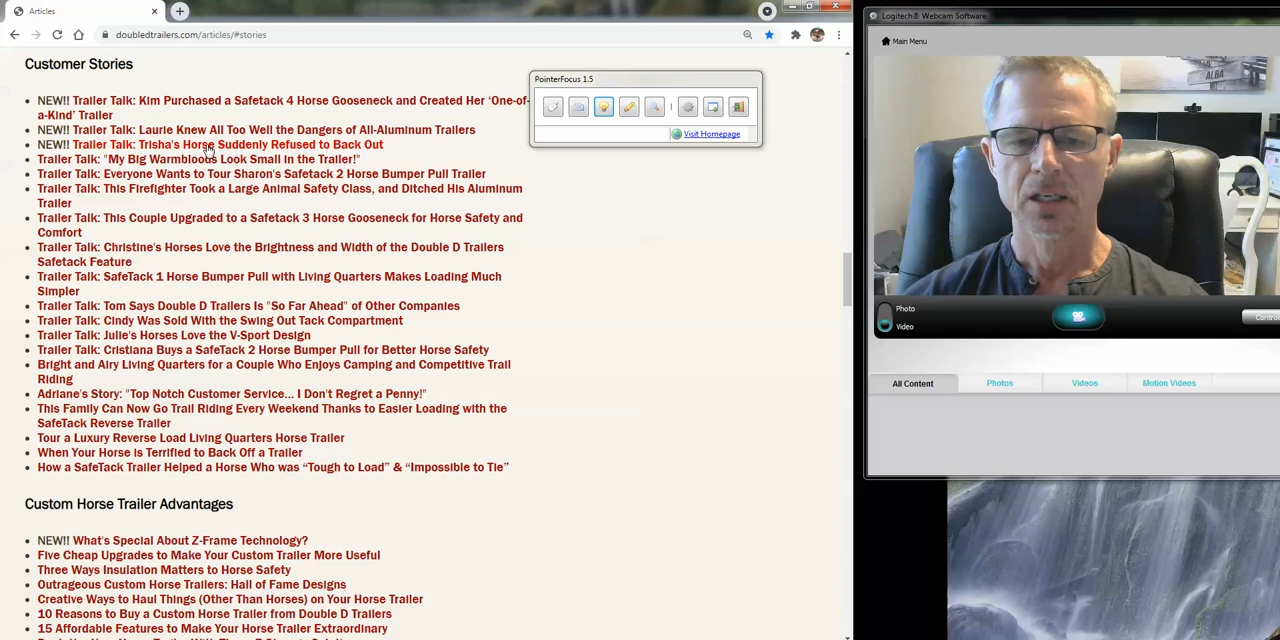 Articles
doubledtrailers.com/articles/#stories
Customer Stories
NEW!! Trailer Talk: Kim Purchased a Safetack 4 Horse Gooseneck and Created Her ‘One-of-
a-Kind’ Trailer
NEW!! Trailer Talk: Laurie Knew All Too Well the Dangers of All-Aluminum Trailers
NEW!! Trailer Talk: Trisha's Horse Suddenly Refused to Back Out
Trailer Talk: "My Big Warmbloods Look Small In the Trailer!"
Trailer Talk: Everyone Wants to Tour Sharon's Safetack 2 Horse Bumper Pull Trailer
Trailer Talk: This Firefighter Took a Large Animal Safety Class, and Ditched His Aluminum
Trailer
Trailer Talk: This Couple Upgraded to a Safetack 3 Horse Gooseneck for Horse Safety and
Comfort
Trailer Talk: Christine's Horses Love the Brightness and Width of the Double D Trailers
Safetack Feature
Trailer Talk: SafeTack 1 Horse Bumper Pull with Living Quarters Makes Loading Much
Simpler
Trailer Talk: Tom Says Double D Trailers Is "So Far Ahead" of Other Companies
Trailer Talk: Cindy Was Sold With the Swing Out Tack Compartment
Trailer Talk: Julie's Horses Love the V-Sport Design
Trailer Talk: Cristiana Buys a SafeTack 2 Horse Bumper Pull for Better Horse Safety
Bright and Airy Living Quarters for a Couple Who Enjoys Camping and Competitive Trail
Riding
Adriane's Story: "Top Notch Customer Service... I Don't Regret a Penny!"
This Family Can Now Go Trail Riding Every Weekend Thanks to Easier Loading with the
SafeTack Reverse Trailer
Tour a Luxury Reverse Load Living Quarters Horse Trailer
When Your Horse is Terrified to Back Off a Trailer
How a SafeTack Trailer Helped a Horse Who was “Tough to Load” & “Impossible to Tie”
Custom Horse Trailer Advantages
NEW!! What's Special About Z-Frame Technology?
Five Cheap Upgrades to Make Your Custom Trailer More Useful
Three Ways Insulation Matters to Horse Safety
Outrageous Custom Horse Trailers: Hall of Fame Designs
Creative Ways to Haul Things (Other Than Horses) on Your Horse Trailer
10 Reasons to Buy a Custom Horse Trailer from Double D Trailers
15 Affordable Features to Make Your Horse Trailer Extraordinary
PointerFocus 1.5
Visit Homepage
Logitech® Webcam Software
Main Menu
ALBA
Photo
Video
Contro
All Content
Photos
Videos
Motion Videos